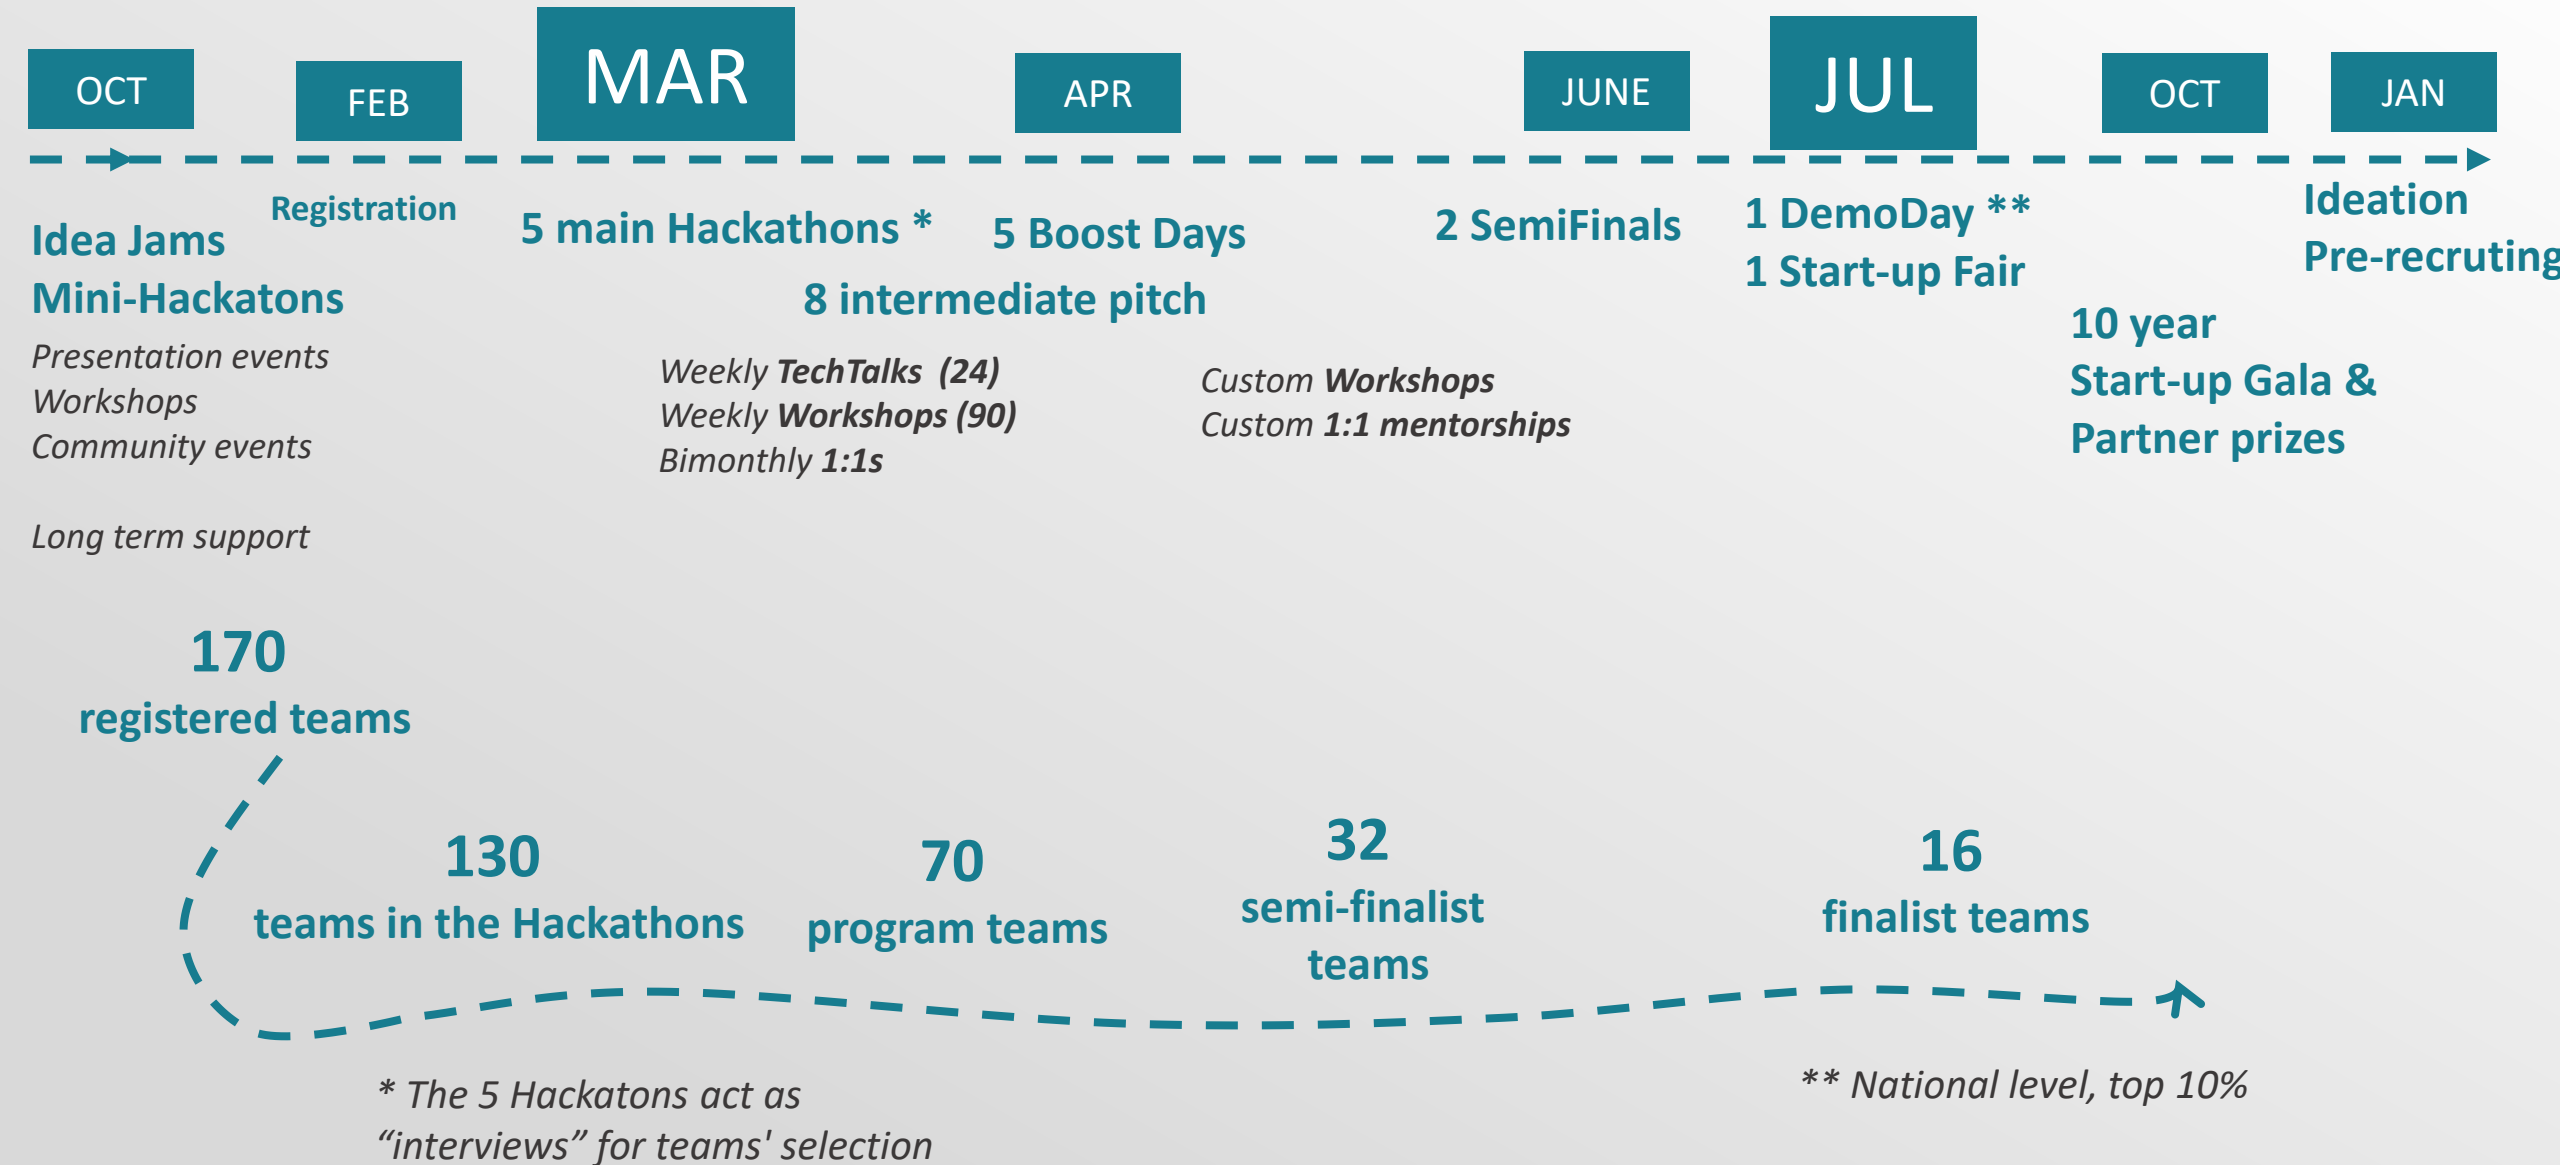 OCT
FEB
MAR
APR
JUNE
JUL
OCT
JAN
Idea Jams
Mini-Hackatons
Presentation events
Workshops
Community events
Long term support
Registration
5 main Hackathons *
5 Boost Days
8 intermediate pitch
Weekly TechTalks (24)
Weekly Workshops (90)
Bimonthly 1:1s
Custom Workshops
Custom 1:1 mentorships
2 SemiFinals
1 DemoDay **
1 Start-up Fair
10 year
Start-up Gala &
Partner prizes
Ideation
Pre-recruting
170
registered teams
130
teams in the Hackathons
70
program teams
32
semi-finalist
teams
16
finalist teams
* The 5 Hackatons act as
“interviews” for teams' selection
** National level, top 10%